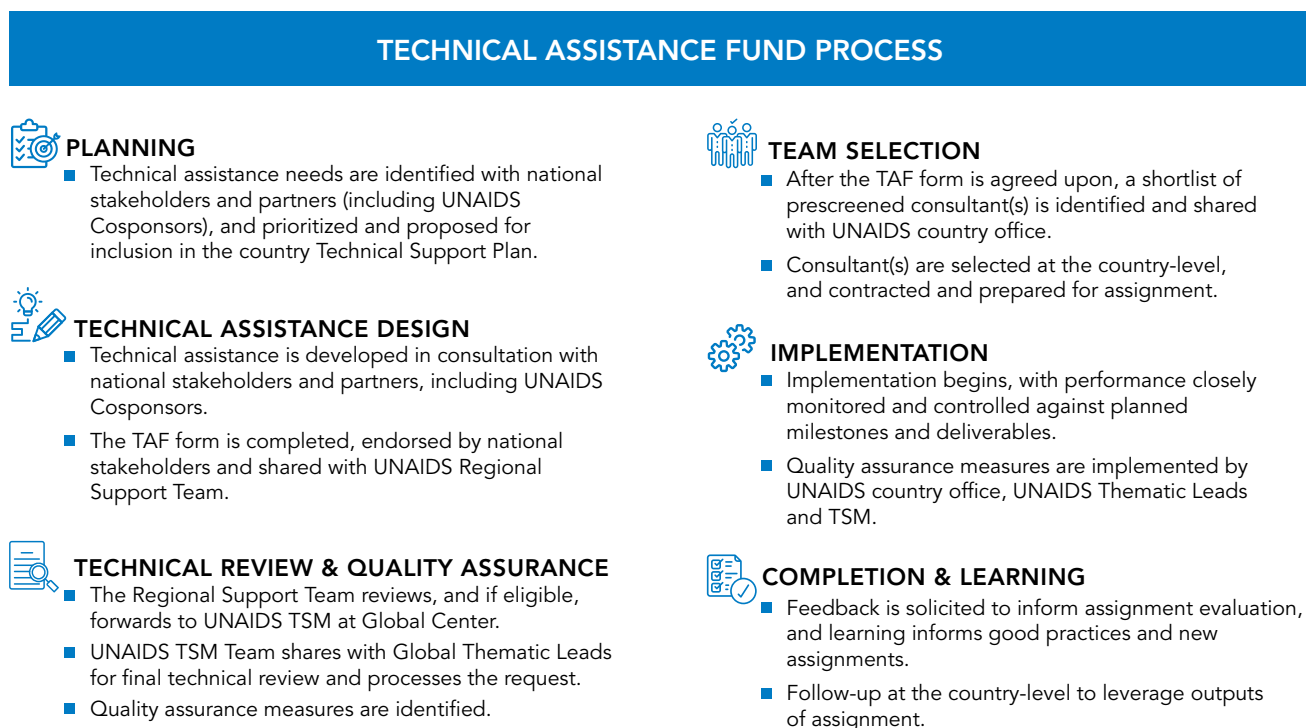 TECHNICAL ASSISTANCE FUND PROCESS
PLANNING
Technical assistance needs are identified with national
stakeholders and partners (including UNAIDS
Cosponsors), and prioritized and proposed for
inclusion in the country Technical Support Plan.
TECHNICAL ASSISTANCE DESIGN
Technical assistance is developed in consultation with
national stakeholders and partners, including UNAIDS
Cosponsors.
The TAF form is completed, endorsed by national
stakeholders and shared with UNAIDS Regional
Support Team.
TECHNICAL REVIEW & QUALITY ASSURANCE
The Regional Support Team reviews, and if eligible,
forwards to UNAIDS TSM at Global Center.
UNAIDS TSM Team shares with Global Thematic Leads
for final technical review and processes the request.
Quality assurance measures are identified.
TEAM SELECTION
After the TAF form is agreed upon, a shortlist of
prescreened consultant(s) is identified and shared
with UNAIDS country office.
Consultant(s) are selected at the country-level,
and contracted and prepared for assignment.
IMPLEMENTATION
Implementation begins, with performance closely
monitored and controlled against planned
milestones and deliverables.
Quality assurance measures are implemented by
UNAIDS country office, UNAIDS Thematic Leads
and TSM.
COMPLETION & LEARNING
Feedback is solicited to inform assignment evaluation,
and learning informs good practices and new
assignments.
Follow-up at the country-level to leverage outputs
of assignment.